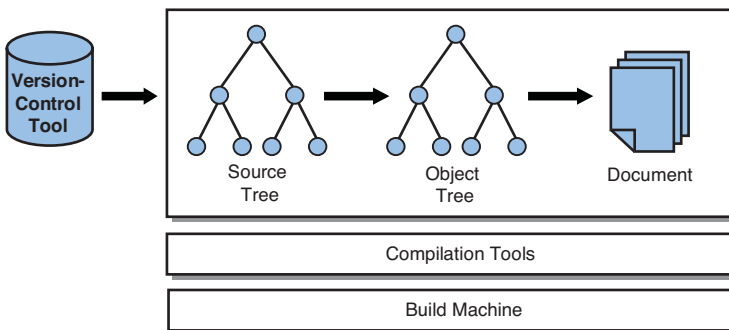 Version-
Control
Tool
Source
Tree
Object
Tree
Document
Compilation Tools
Build Machine